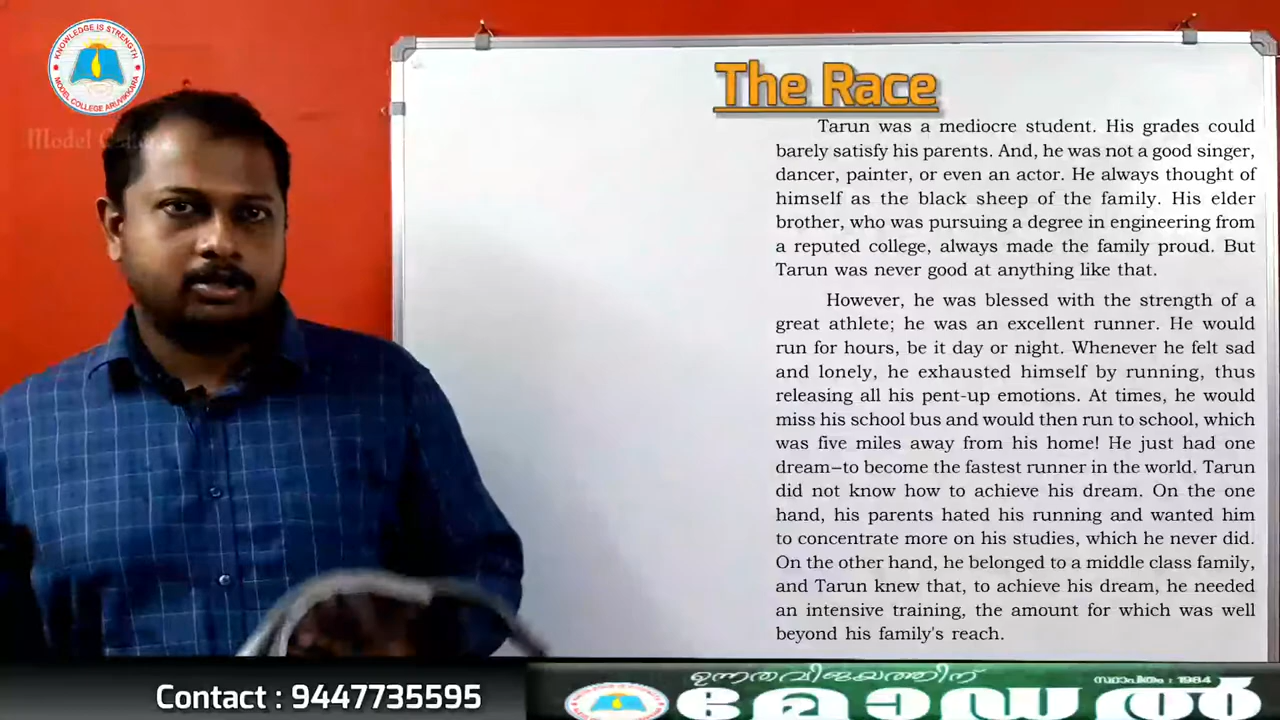 KNOWLEDGE IS STRENGTH
MODEL COLLEGE ARUVIKKARA
The Race
Tarun was a mediocre student. His grades could
barely satisfy his parents. And, he was not a good singer,
dancer, painter, or even an actor. He always thought of
himself as the black sheep of the family. His elder
brother, who was pursuing a degree in engineering from
a reputed college, always made the family proud. But
Tarun was never good at anything like that.
However, he was blessed with the strength of a
great athlete; he was an excellent runner. He would
run for hours, be it day or night. Whenever he felt sad
and lonely, he exhausted himself by running, thus
releasing all his pent-up emotions. At times, he would
miss his school bus and would then run to school, which
was five miles away from his home! He just had one
dream—to become the fastest runner in the world. Tarun
did not know how to achieve his dream. On the one
hand, his parents hated his running and wanted him
to concentrate more on his studies, which he never did.
On the other hand, he belonged to a middle class family,
and Tarun knew that, to achieve his dream, he needed
an intensive training, the amount for which was well
beyond his family's reach.
Contact : 9447735595
ഉന്നതവിജയത്തിന്
സ്ഥാപിതം : 1984
മോഡൽ